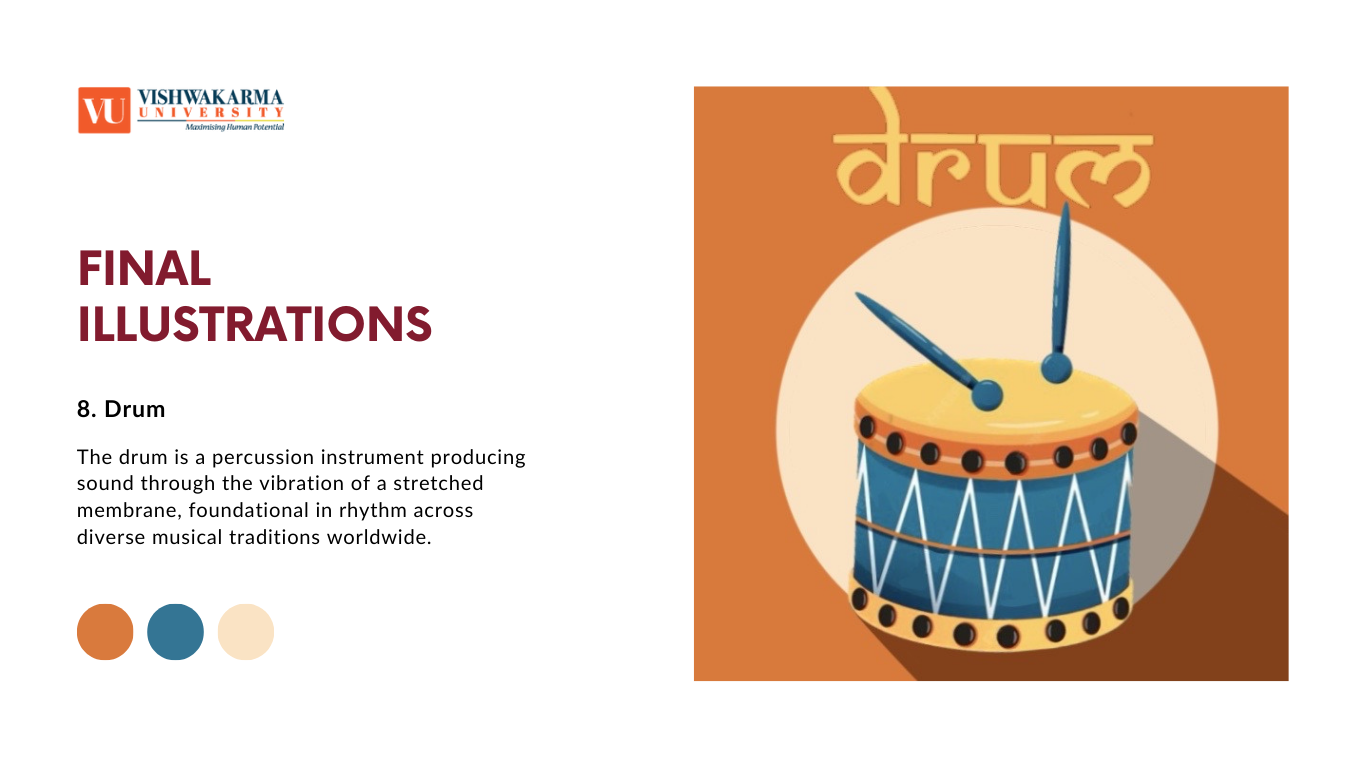 VU
VISHWAKARMA
UNIVERSITY
Maximising Human Potential
FINAL
ILLUSTRATIONS
8. Drum
The drum is a percussion instrument producing
sound through the vibration of a stretched
membrane, foundational in rhythm across
diverse musical traditions worldwide.
drum